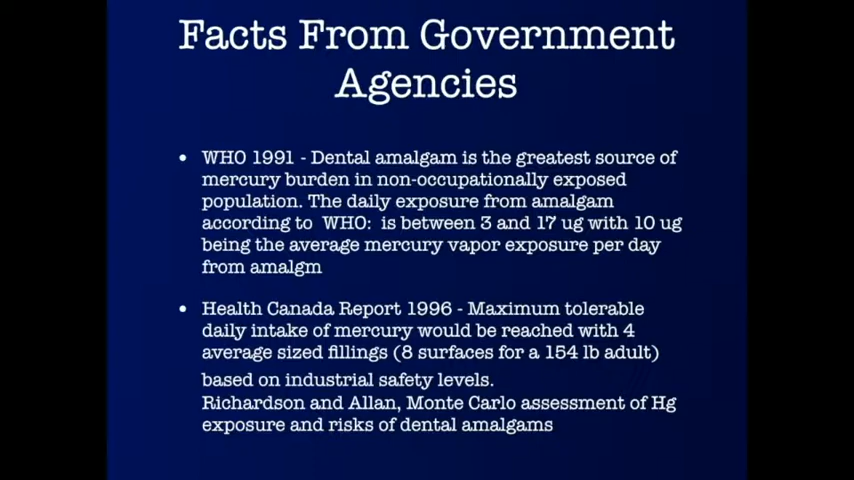 Facts From Government
Agencies
• WHO 1991 - Dental amalgam is the greatest source of
mercury burden in non-occupationally exposed
population. The daily exposure from amalgam
according to WHO: is between 3 and 17 ug with 10 ug
being the average mercury vapor exposure per day
from amalgm
• Health Canada Report 1996 - Maximum tolerable
daily intake of mercury would be reached with 4
average sized fillings (8 surfaces for a 154 lb adult)
based on industrial safety levels.
Richardson and Allan, Monte Carlo assessment of Hg
exposure and risks of dental amalgams